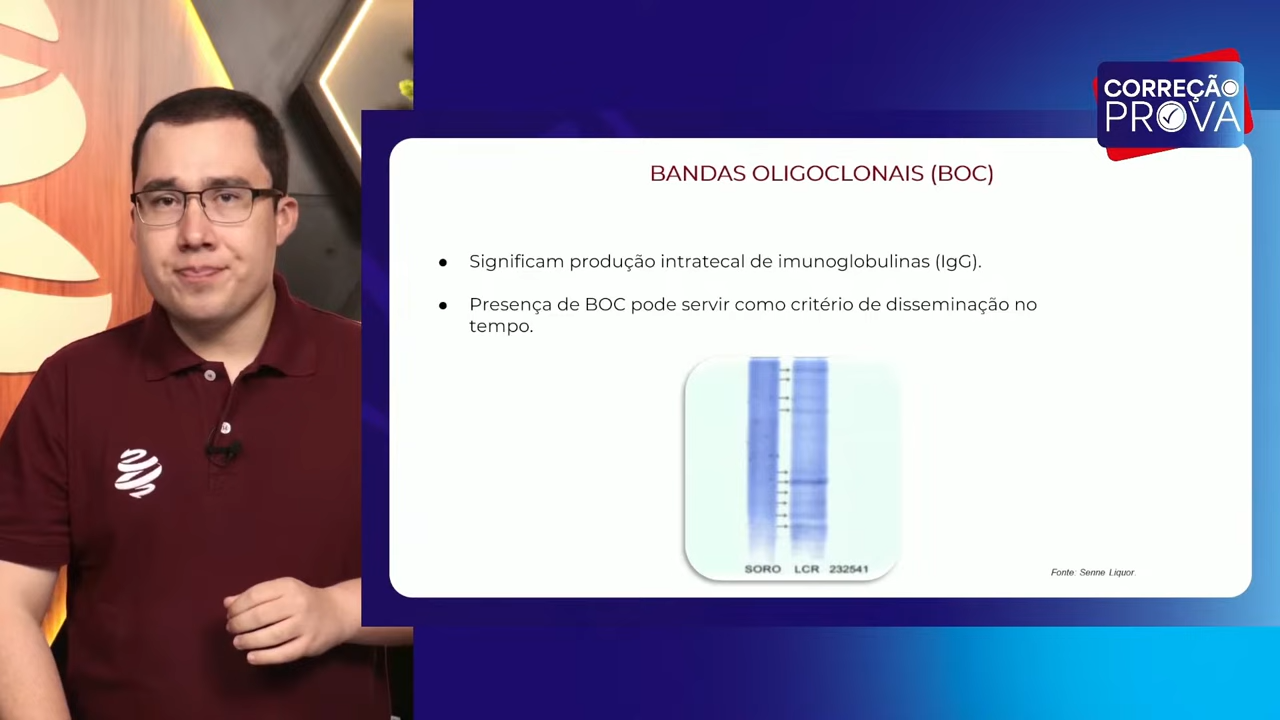 CORREÇÃO
PROVA
BANDAS OLIGOCLONAIS (BOC)
● Significam produção intratecal de imunoglobulinas (IgG).
● Presença de BOC pode servir como critério de disseminação no
tempo.
SORO LCR 232541
Fonte: Senne Liquor.